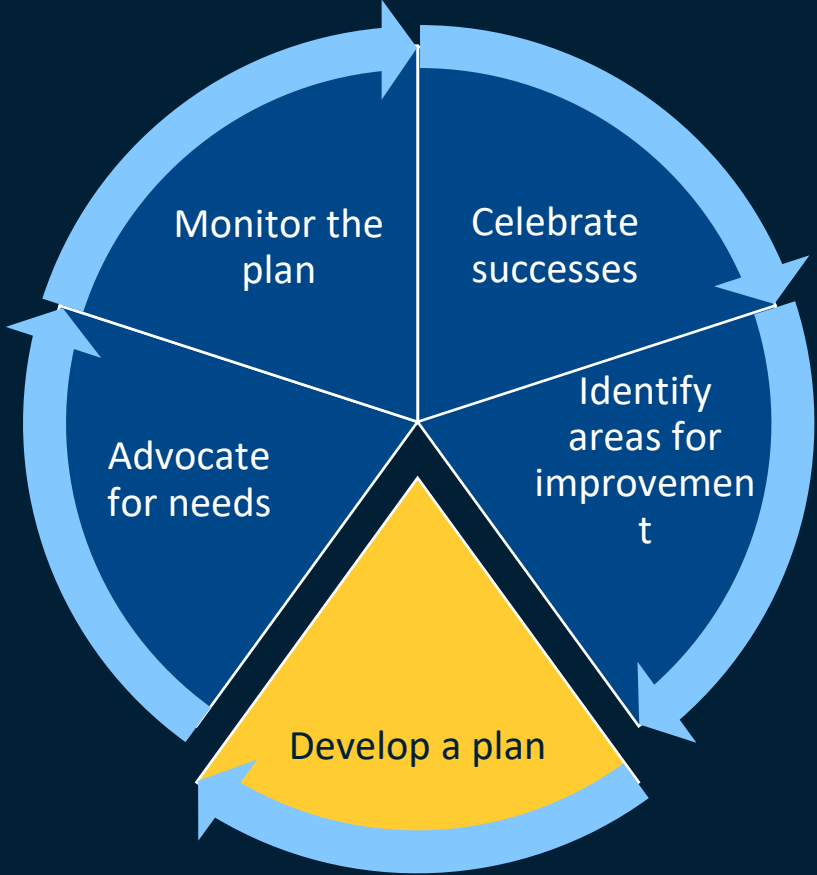 Monitor the
plan
Celebrate
successes
Identify
areas for
improvemen
t
Advocate
for needs
Develop a plan